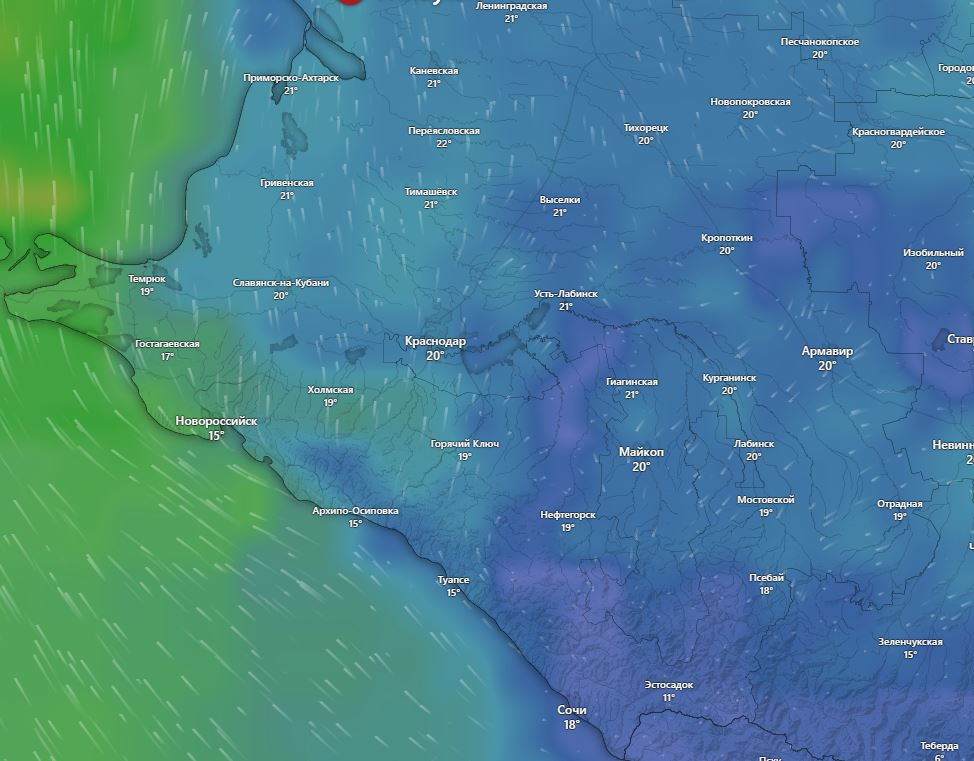 Ленинградская
21°
Песчанокопское
20°
Каневская
21°
Приморско-Ахтарск
21°
Новопокровская
20°
Переясловская
22°
Тихорецк
20°
Красногвардейское
20°
Гривенская
21°
Тимашёвск
21°
Выселки
21°
Кропоткин
20°
Изобильный
20°
Темрюк
19°
Славянск-на-Кубани
20°
Усть-Лабинск
21°
Гостагаевская
17°
Краснодар
20°
Армавир
20°
Став
Холмская
19°
Гиагинская
21°
Курганинск
20°
Новороссийск
15°
Горячий Ключ
19°
Майкоп
20°
Лабинск
20°
Невинн
2
Мостовской
19°
Отрадная
19°
Архипо-Осиповка
15°
Нефтегорск
19°
Туапсе
15°
Псебай
18°
Зеленчукская
15°
Эстосадок
11°
Сочи
18°
Теберда
6°